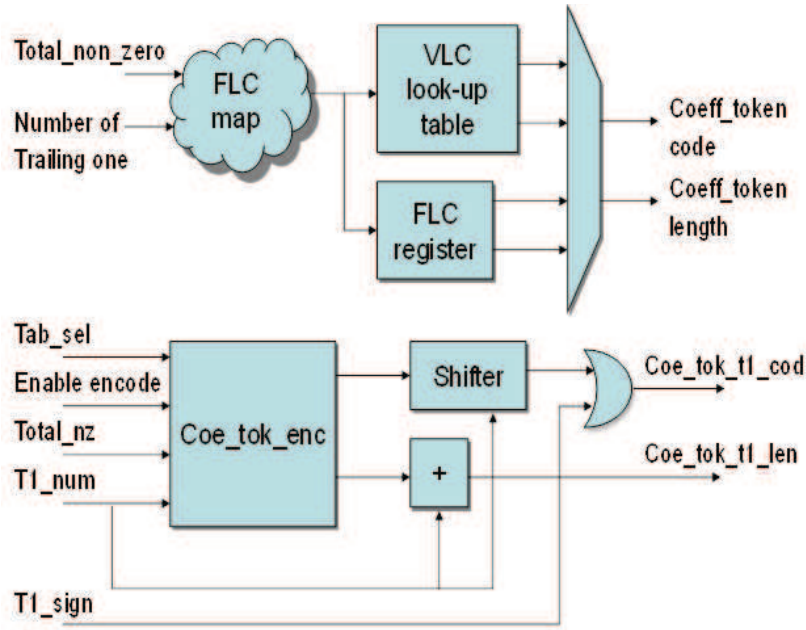 Total_non_zero
Number of
Trailing one
FLC
map
VLC
look-up
table
FLC
register
Coeff_token
code
Coeff_token
length
Tab_sel
Enable encode
Total_nz
T1_num
T1_sign
Coe_tok_enc
Shifter
+
Coe_tok_t1_cod
Coe_tok_t1_len